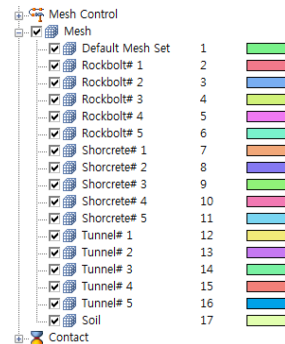 Mesh Control
Mesh
Default Mesh Set 1
Rockbolt# 1 2
Rockbolt# 2 3
Rockbolt# 3 4
Rockbolt# 4 5
Rockbolt# 5 6
Shorcrete# 1 7
Shorcrete# 2 8
Shorcrete# 3 9
Shorcrete# 4 10
Shorcrete# 5 11
Tunnel# 1 12
Tunnel# 2 13
Tunnel# 3 14
Tunnel# 4 15
Tunnel# 5 16
Soil 17
Contact